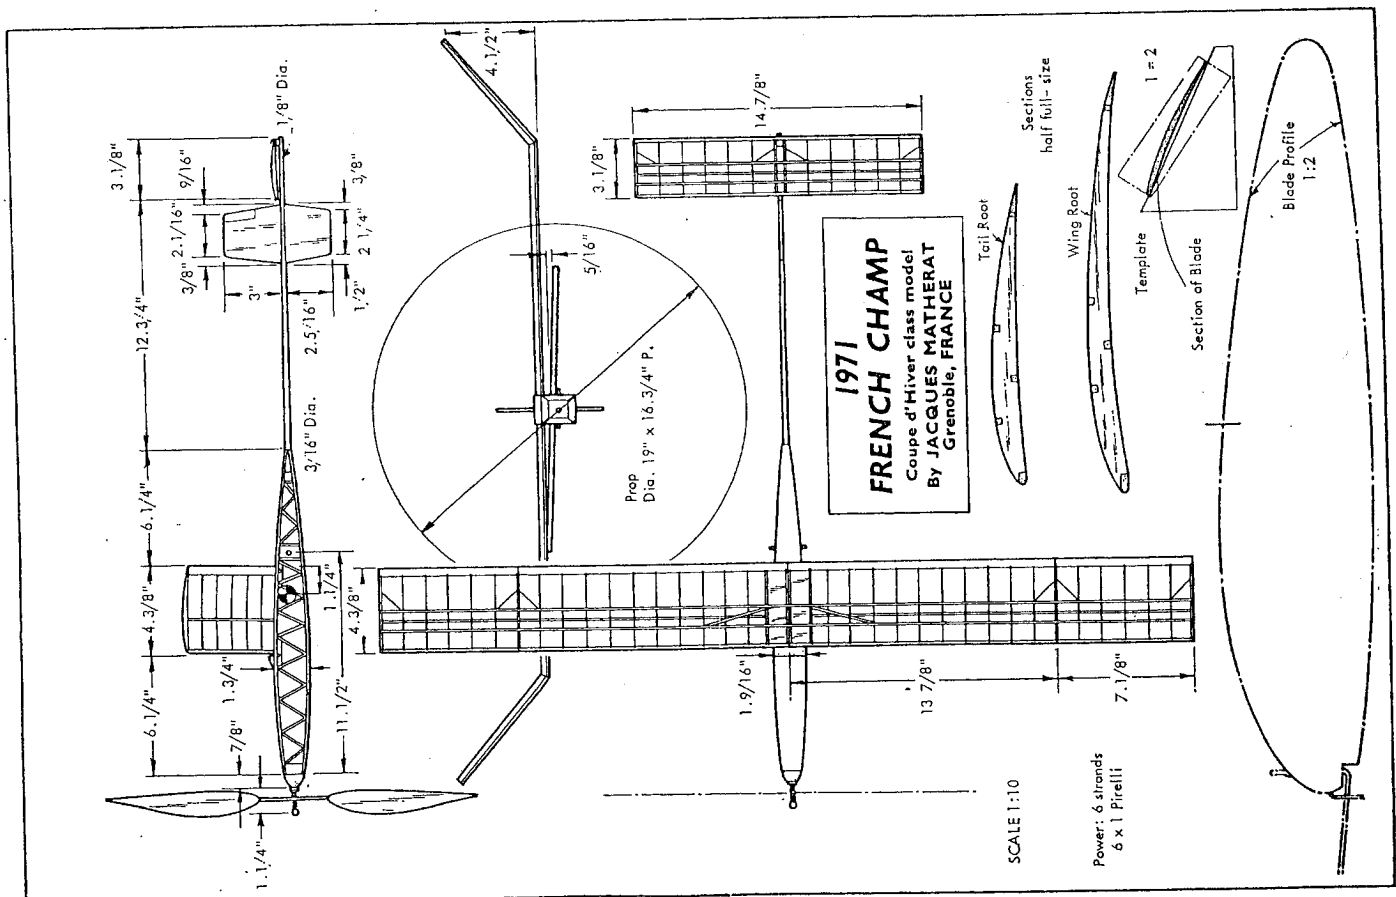 1971
FRENCH CHAMP
Coupe d'Hiver class model
By JACQUES MATHERAT
Grenoble, FRANCE
1.1/4"
7/8"
6.1/4"
4.3/8"
6.1/4"
12.3/4"
3.1/8"
1.3/4"
11.1/2"
1.1/4"
3/16" Dia.
3/8"
2.1/16"
9/16"
3"
2.5/16"
1/2"
2 1/4"
3/8"
1/8" Dia.
4.1/2"
5/16"
Prop
Dia. 19" x 16.3/4" P.
4.3/8"
1.9/16"
13 7/8"
7.1/8"
3.1/8"
14.7/8"
SCALE 1:10
Power: 6 strands
6 x 1 Pirelli
Sections
half full-size
Tail Root
Wing Root
Template
1 = 2
Section of Blade
Blade Profile
1:2